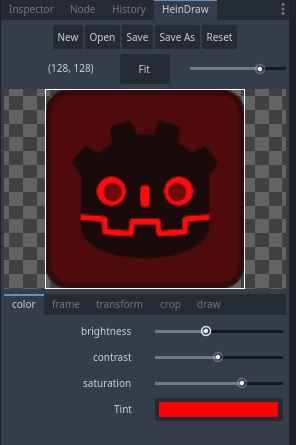 Inspector Node History HeinDraw
New Open Save Save As Reset
(128, 128) Fit
color frame transform crop draw
brightness
contrast
saturation
Tint